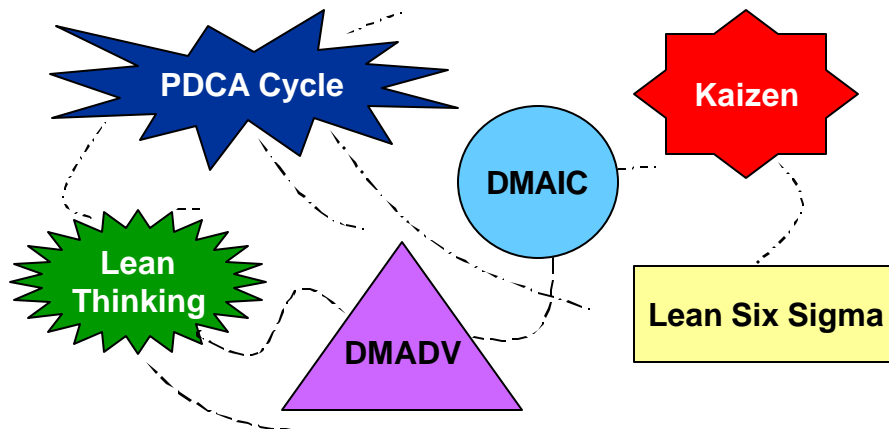 PDCA Cycle
Kaizen
DMAIC
Lean
Thinking
Lean Six Sigma
DMADV